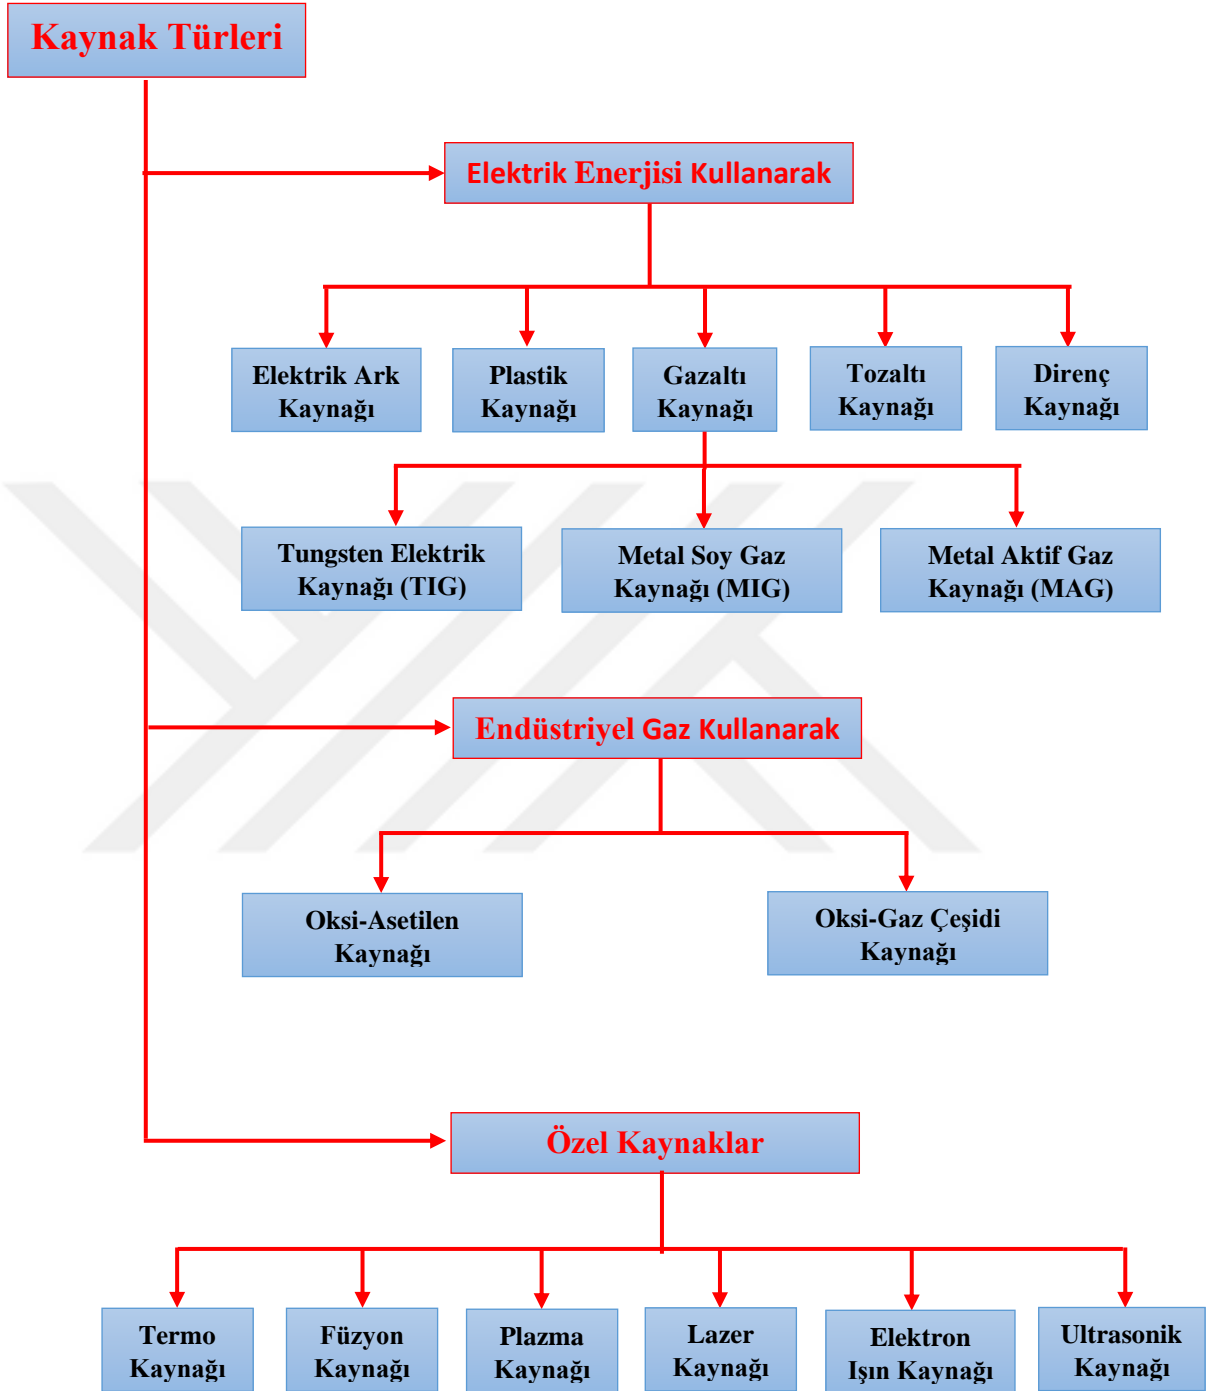 Kaynak Türleri
Elektrik Enerjisi Kullanarak
Elektrik Ark
Kaynağı
Plastik
Kaynağı
Gazaltı
Kaynağı
Tozaltı
Kaynağı
Direnç
Kaynağı
Tungsten Elektrik
Kaynağı (TIG)
Metal Soy Gaz
Kaynağı (MIG)
Metal Aktif Gaz
Kaynağı (MAG)
Endüstriyel Gaz Kullanarak
Oksi-Asetilen
Kaynağı
Oksi-Gaz Çeşidi
Kaynağı
Özel Kaynaklar
Termo
Kaynağı
Füzyon
Kaynağı
Plazma
Kaynağı
Lazer
Kaynağı
Elektron
Işın Kaynağı
Ultrasonik
Kaynağı